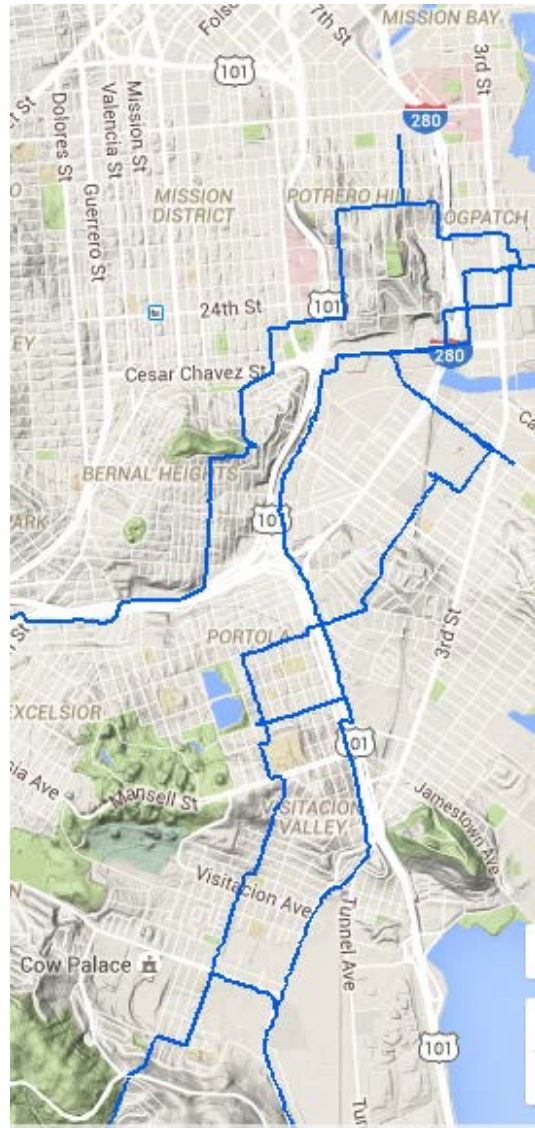 MISSION BAY
7th St
3rd St
101
Dolores St
Valencia St
Mission St
Guerrero St
280
MISSION
DISTRICT
POTRERO HILL
24th St
101
Cesar Chavez St
280
BERNAL HEIGHTS
PARK
101
PORTOLA
3rd St
EXCELSIOR
101
Mansell St
VISITACION
VALLEY
Jamestown Ave
Visitacion Ave
Tunnel Ave
Cow Palace
101